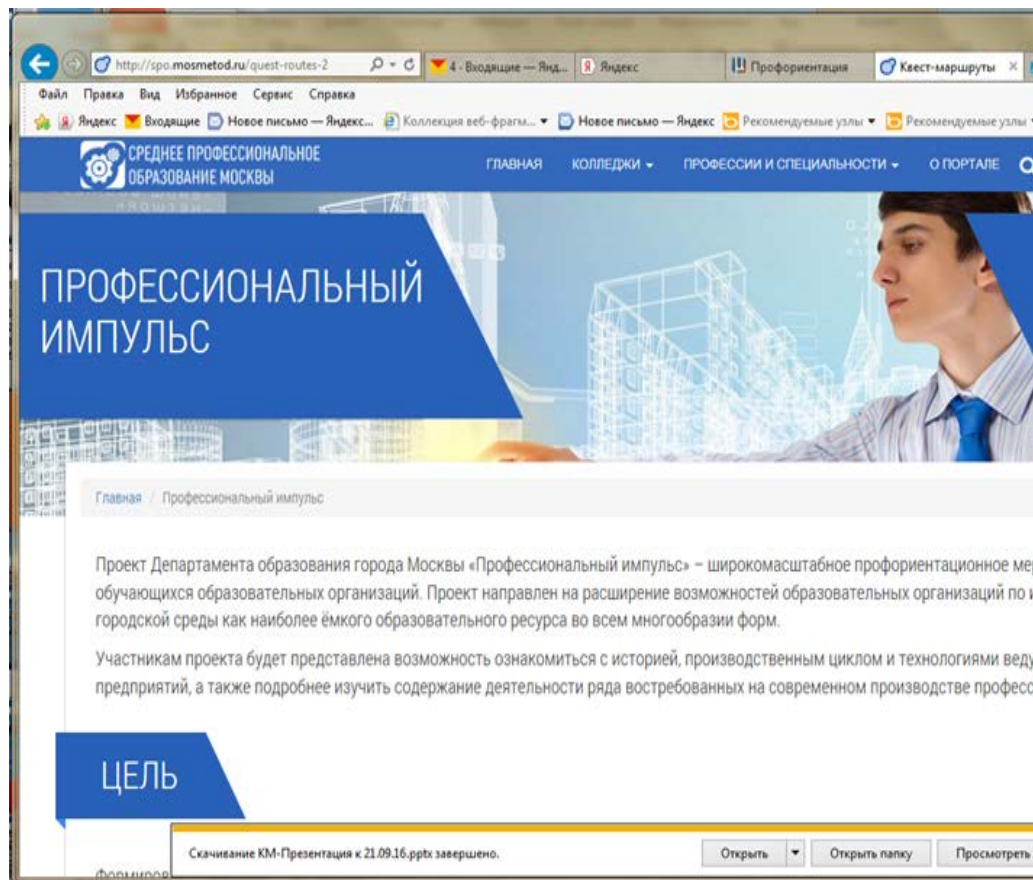 http://spo.mosmetod.ru/quest-routes-2
4 - Входящие — Янд...
Яндекс
Профориентация
Квест-маршруты
Файл Правка Вид Избранное Сервис Справка
Яндекс Входящие Новое письмо — Яндекс... Коллекция веб-фрагм... Новое письмо — Яндекс Рекомендуемые узлы Рекомендуемые узлы
СРЕДНЕЕ ПРОФЕССИОНАЛЬНОЕ
ОБРАЗОВАНИЕ МОСКВЫ
ГЛАВНАЯ КОЛЛЕДЖИ ПРОФЕССИИ И СПЕЦИАЛЬНОСТИ О ПОРТАЛЕ
ПРОФЕССИОНАЛЬНЫЙ
ИМПУЛЬС
Главная / Профессиональный импульс
Проект Департамента образования города Москвы «Профессиональный импульс» – широкомасштабное профориентационное мер
обучающихся образовательных организаций. Проект направлен на расширение возможностей образовательных организаций по и
городской среды как наиболее ёмкого образовательного ресурса во всем многообразии форм.
Участникам проекта будет представлена возможность ознакомиться с историей, производственным циклом и технологиями веду
предприятий, а также подробнее изучить содержание деятельности ряда востребованных на современном производстве професс
ЦЕЛЬ
Скачивание КМ-Презентация к 21.09.16.pptx завершено.
Открыть Открыть папку Просмотреть